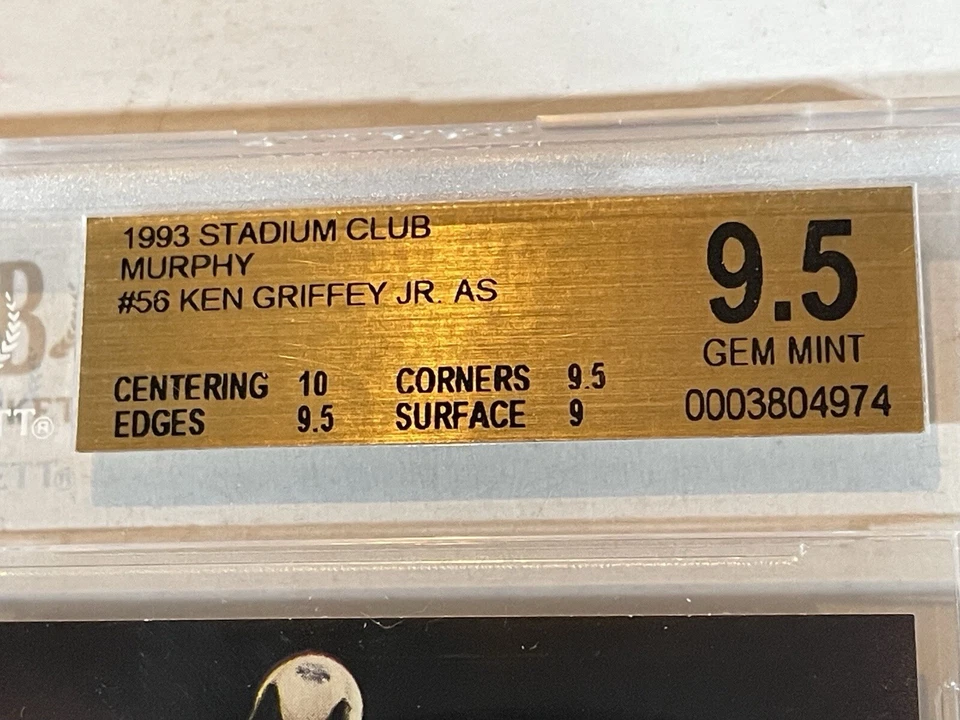 1993 STADIUM CLUB
MURPHY
#56 KEN GRIFFEY JR. AS
9.5
GEM MINT
CENTERING 10 CORNERS 9.5
EDGES 9.5 SURFACE 9
0003804974
B
TT®